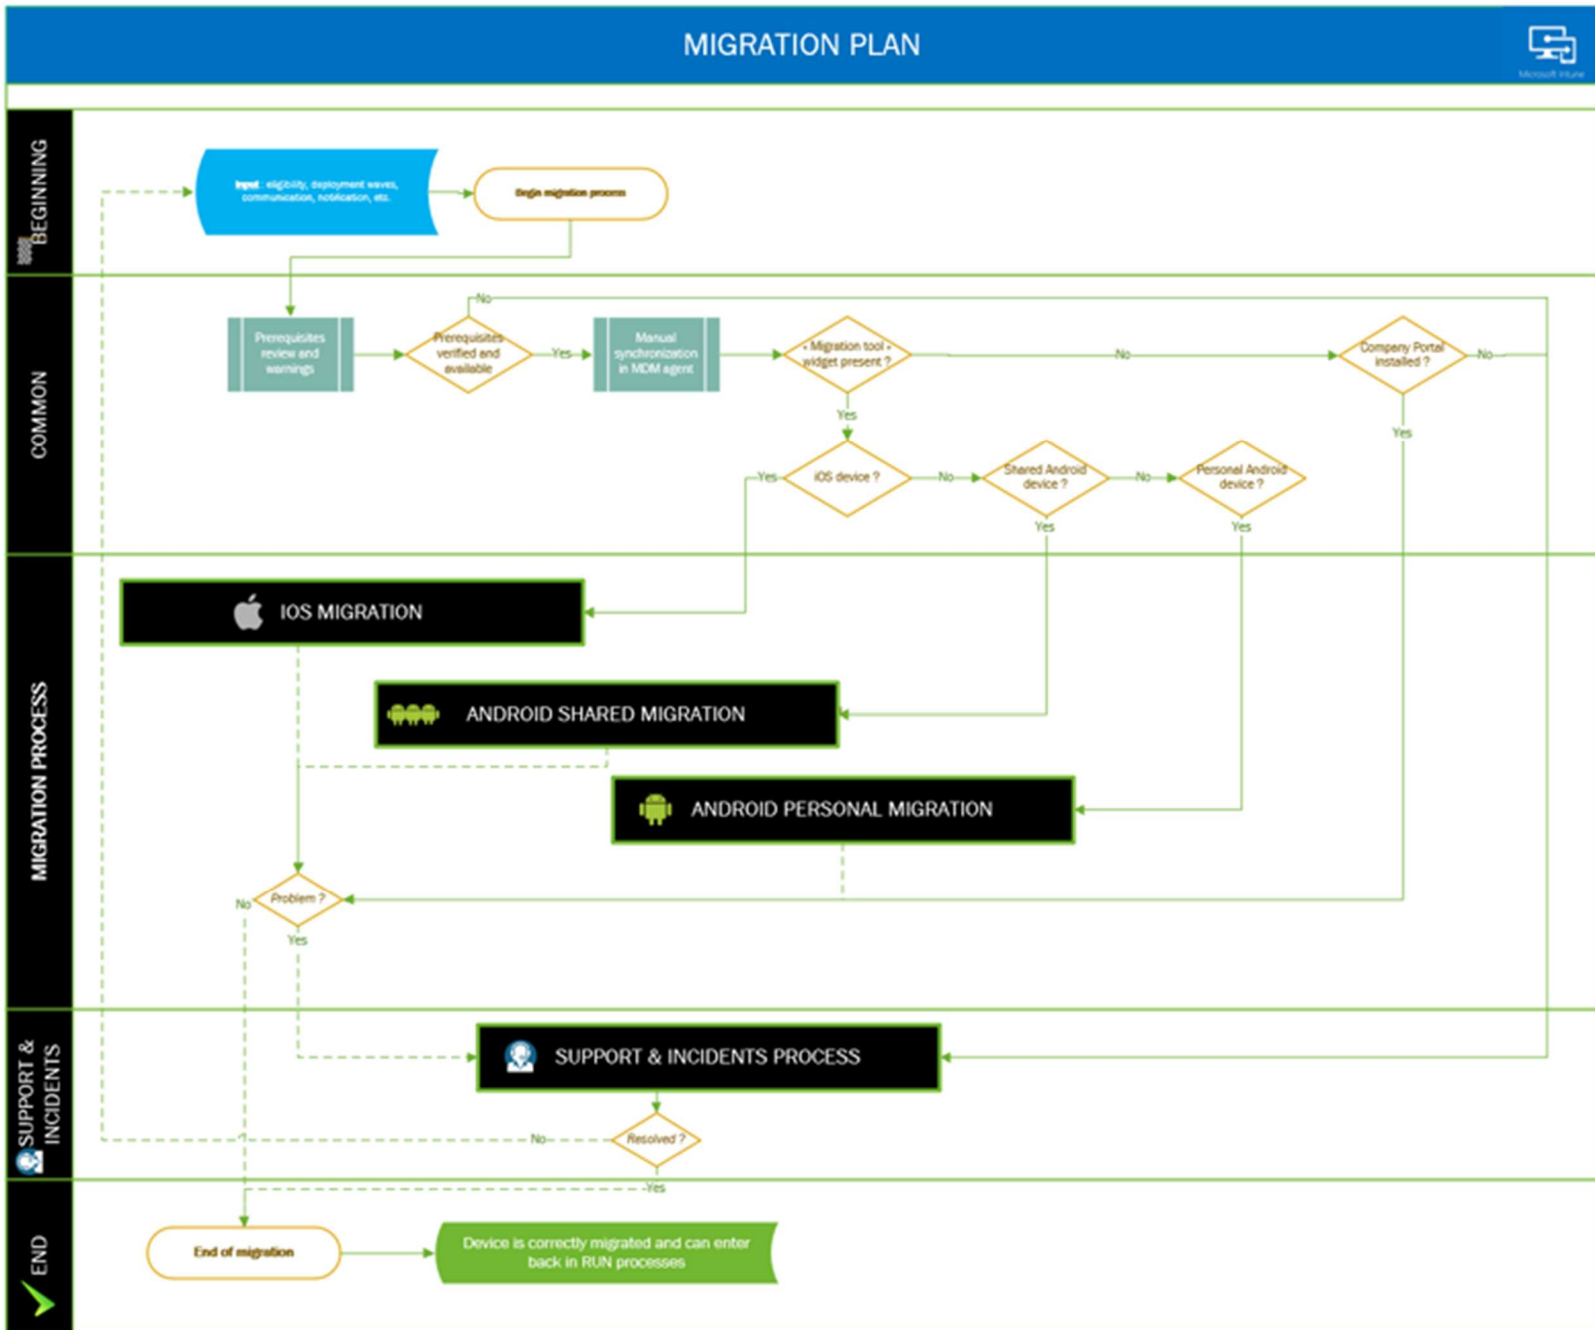 MIGRATION PLAN
Microsoft Intune
BEGINNING
Input : eligibility, deployment waves,
communication, notification, etc.
Begin migration process
COMMON
No
Prerequisites
review and
warnings
Prerequisites
verified and
available
Yes
Manual
synchronization
in MDM agent
« Migration tool »
widget present ?
No
Company Portal
installed ?
No
Yes
Yes
Yes
iOS device ?
No
Shared Android
device ?
No
Personal Android
device ?
Yes
Yes
MIGRATION PROCESS
IOS MIGRATION
ANDROID SHARED MIGRATION
ANDROID PERSONAL MIGRATION
No
Problem ?
Yes
SUPPORT &
INCIDENTS
SUPPORT & INCIDENTS PROCESS
No
Resolved ?
Yes
END
End of migration
Device is correctly migrated and can enter
back in RUN processes